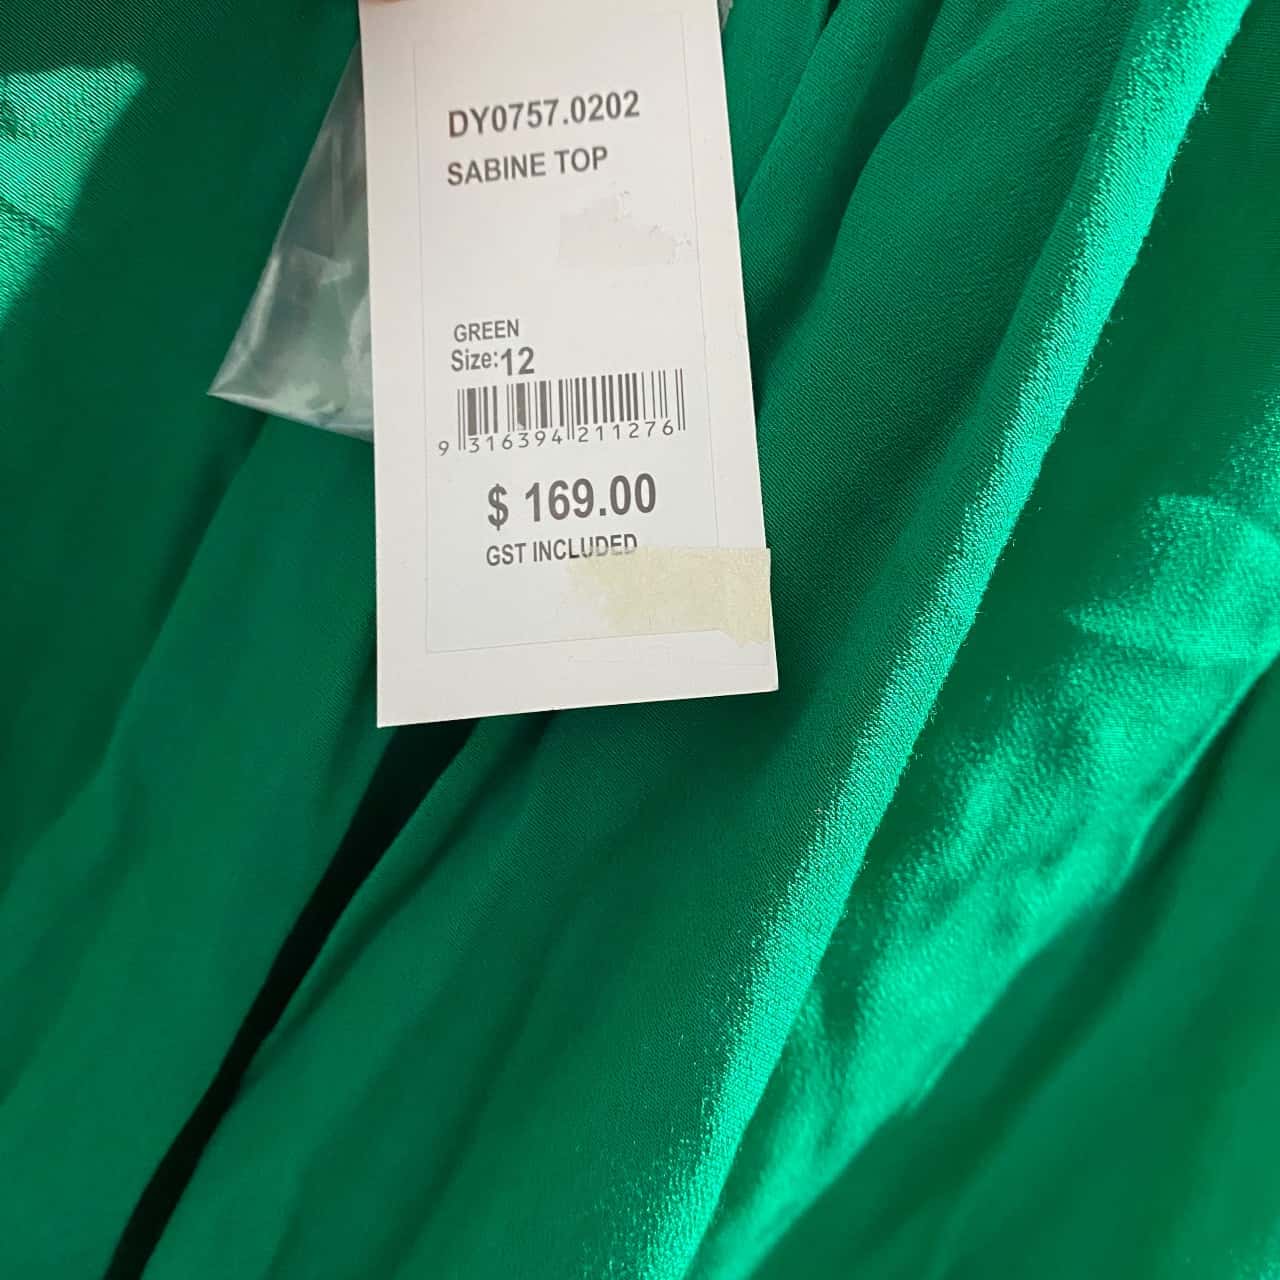 DY0757.0202
SABINE TOP
GREEN
Size:12
9 316394 211276
$ 169.00
GST INCLUDED